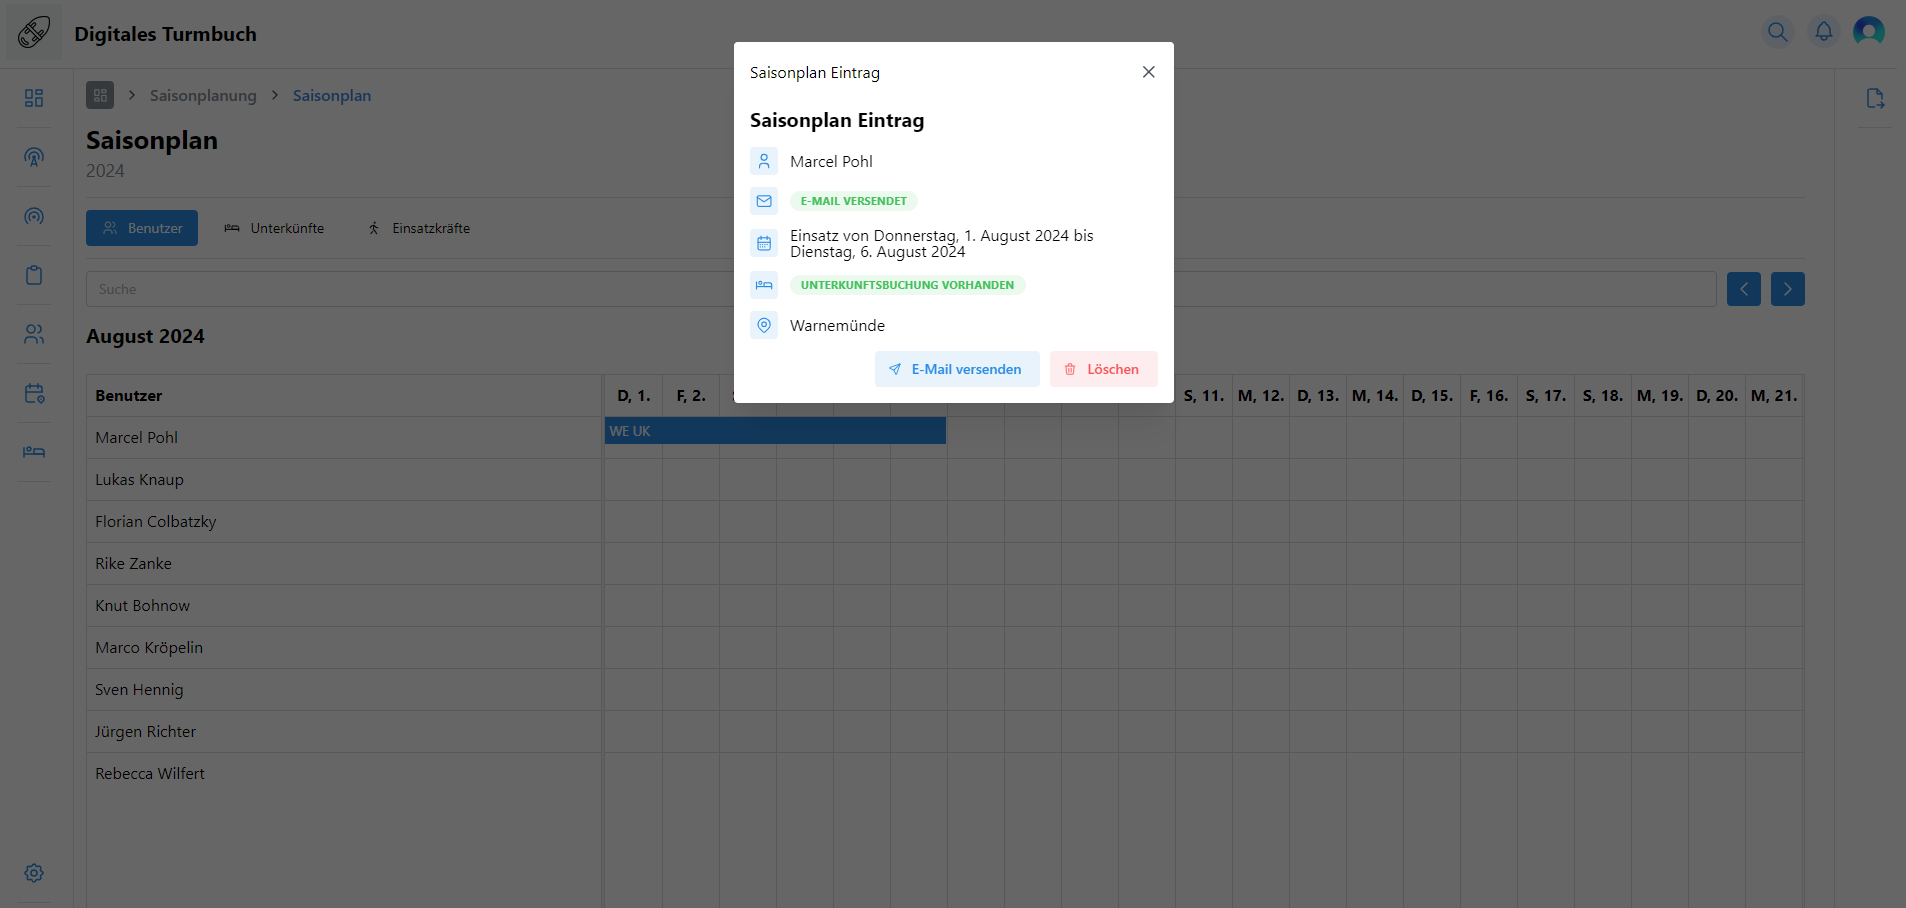 Digitales Turmbuch
Saisonplanung
Saisonplan
Saisonplan
2024
Benutzer
Unterkünfte
Einsatzkräfte
Suche
August 2024
Saisonplan Eintrag
Saisonplan Eintrag
Marcel Pohl
E-MAIL VERSENDET
Einsatz von Donnerstag, 1. August 2024 bis
Dienstag, 6. August 2024
UNTERKUNFTSBUCHUNG VORHANDEN
Warnemünde
E-Mail versenden
Löschen
Benutzer D, 1. F, 2. S, 11. M, 12. D, 13. M, 14. D, 15. F, 16. S, 17. S, 18. M, 19. D, 20. M, 21.
Marcel Pohl
WE UK
Lukas Knaup
Florian Colbatzky
Rike Zanke
Knut Bohnow
Marco Kröpelin
Sven Hennig
Jürgen Richter
Rebecca Wilfert